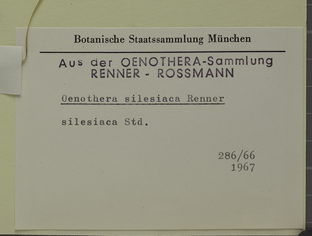 Botanische Staatssammlung München
Aus der OENOTHERA-Sammlung
RENNER - ROSSMANN
Oenothera silesiaca Renner
silesiaca Std.
286/66
1967